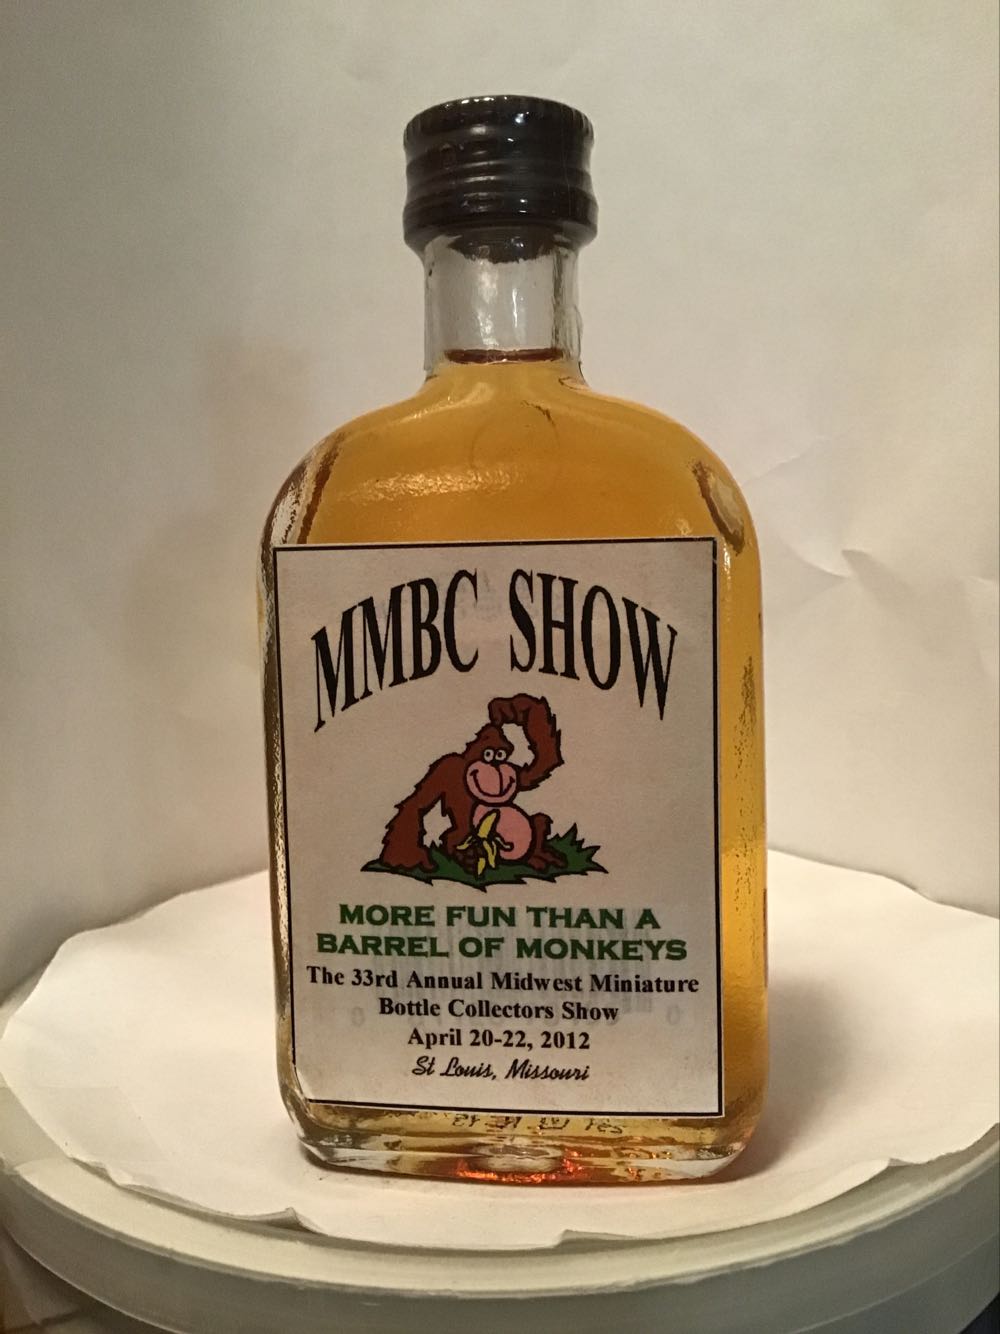 MMBC SHOW
MORE FUN THAN A
BARREL OF MONKEYS
The 33rd Annual Midwest Miniature
Bottle Collectors Show
April 20-22, 2012
St Louis, Missouri